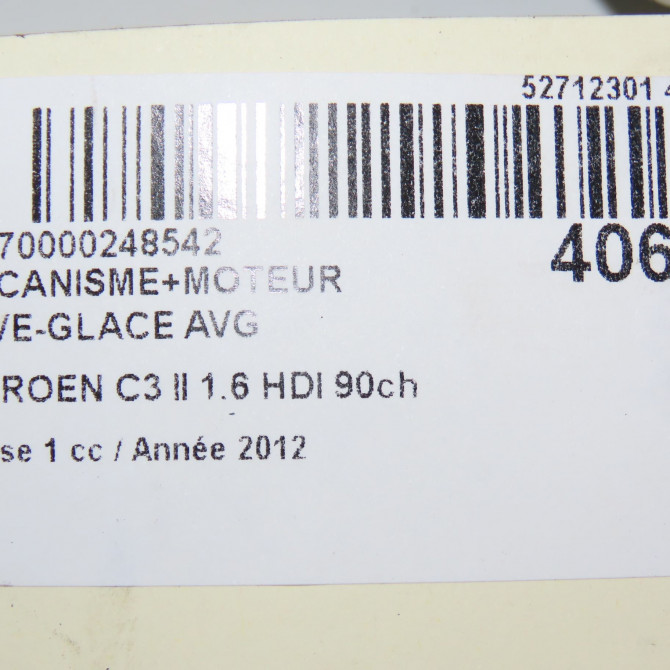 52712301 4
70000248542
406
CANISME+MOTEUR
VE-GLACE AVG
ROEN C3 II 1.6 HDI 90ch
se 1 cc / Année 2012